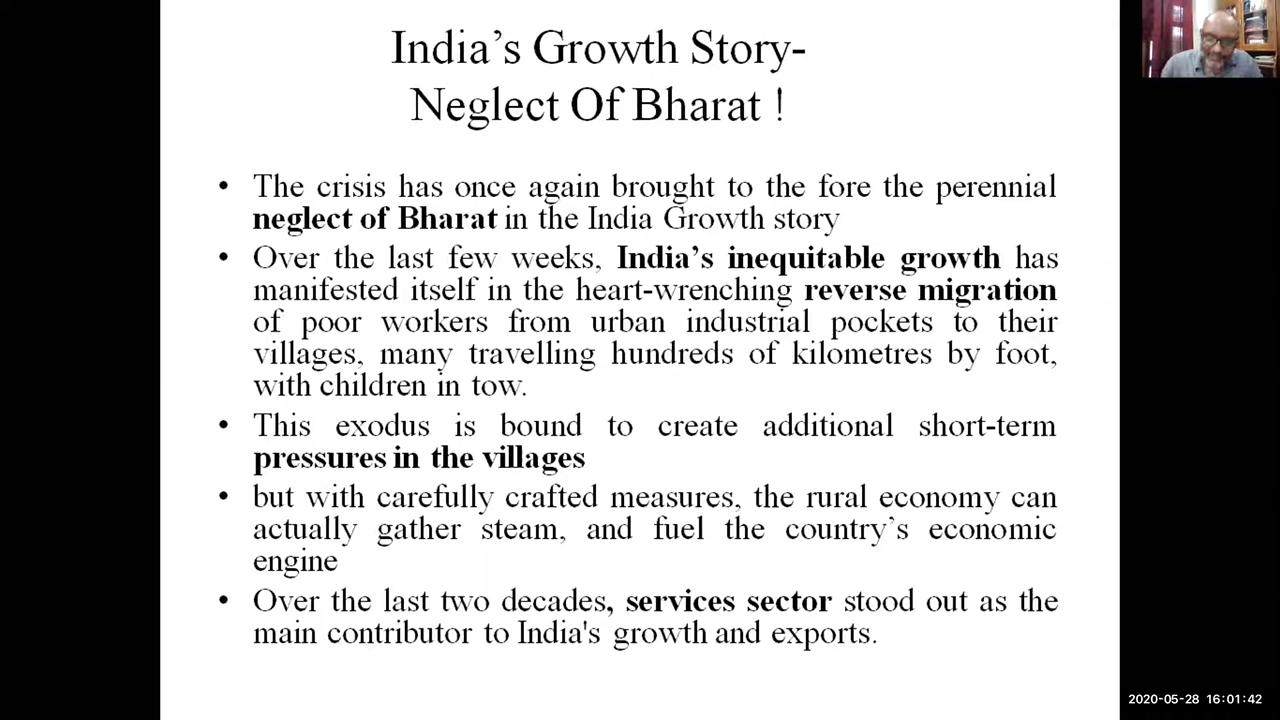 India’s Growth Story-
Neglect Of Bharat !
• The crisis has once again brought to the fore the perennial
neglect of Bharat in the India Growth story
• Over the last few weeks, India’s inequitable growth has
manifested itself in the heart-wrenching reverse migration
of poor workers from urban industrial pockets to their
villages, many travelling hundreds of kilometres by foot,
with children in tow.
• This exodus is bound to create additional short-term
pressures in the villages
• but with carefully crafted measures, the rural economy can
actually gather steam, and fuel the country’s economic
engine
• Over the last two decades, services sector stood out as the
main contributor to India's growth and exports.
2020-05-28 16:01:42